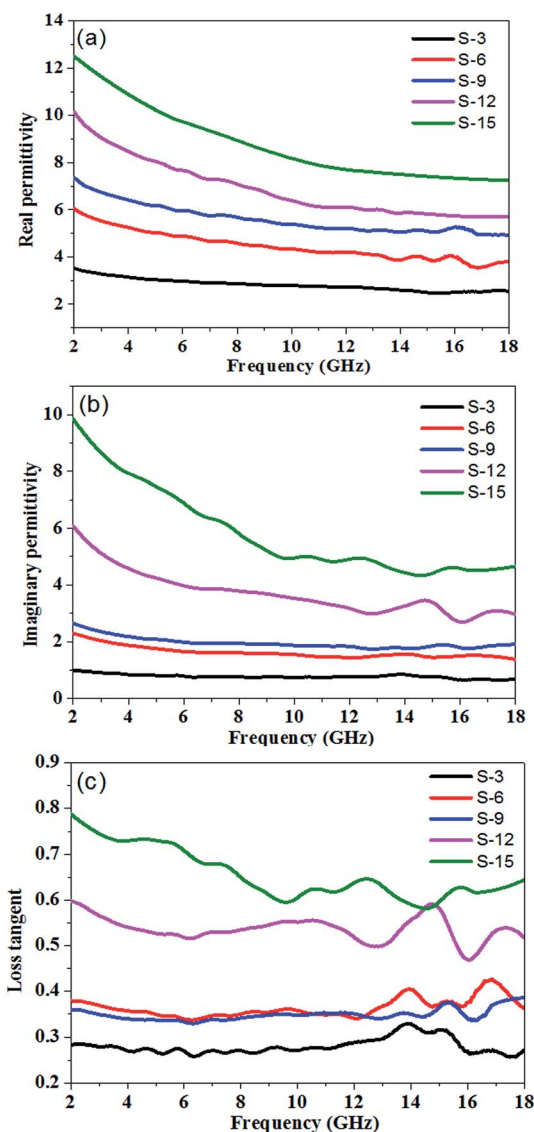 (a)
S-3
S-6
S-9
S-12
S-15
14
12
10
8
6
4
2
Real permittivity
2 4 6 8 10 12 14 16 18
Frequency (GHz)
(b)
S-3
S-6
S-9
S-12
S-15
10
8
6
4
2
0
Imaginary permittivity
2 4 6 8 10 12 14 16 18
Frequency (GHz)
(c)
S-3
S-6
S-9
S-12
S-15
0.9
0.8
0.7
0.6
0.5
0.4
0.3
0.2
Loss tangent
2 4 6 8 10 12 14 16 18
Frequency (GHz)